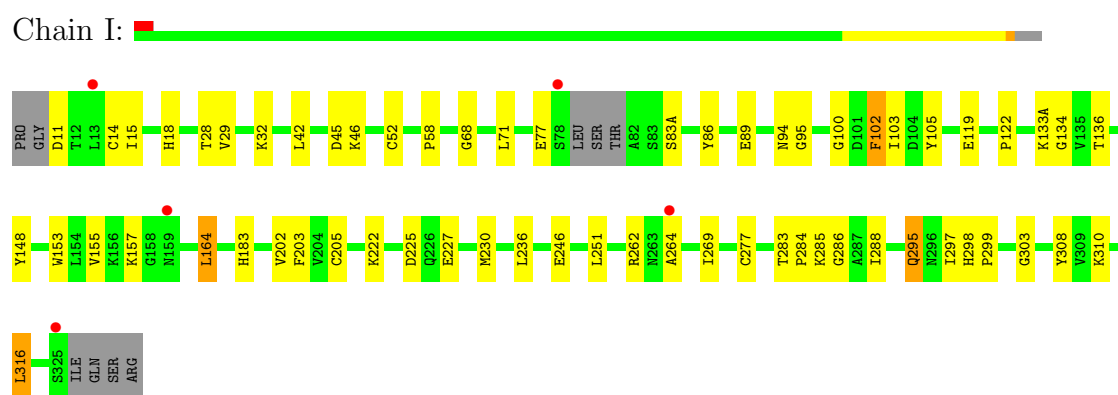 Chain I:
PRO GLY D11 T12 L13 C14 I15 H18 T28 V29 K32 L42 D45 K46 C52 P58 G68 L71 E77 S78 LEU SER THR A82 S83 S83A Y86 E89 N94 G95 G100 D101 F102 I103 D104 Y105 E119 P122 K133A G134 V135 T136
Y148 W153 L154 V155 K156 K157 G158 N159 L164 H183 V202 F203 V204 C205 K222 D225 Q226 E227 M230 L236 E246 L251 R262 N263 A264 I269 C277 T283 P284 K285 G286 A287 I288 Q295 N296 I297 H298 P299 G303 Y308 V309 K310
L316 S325 ILE GLN SER ARG